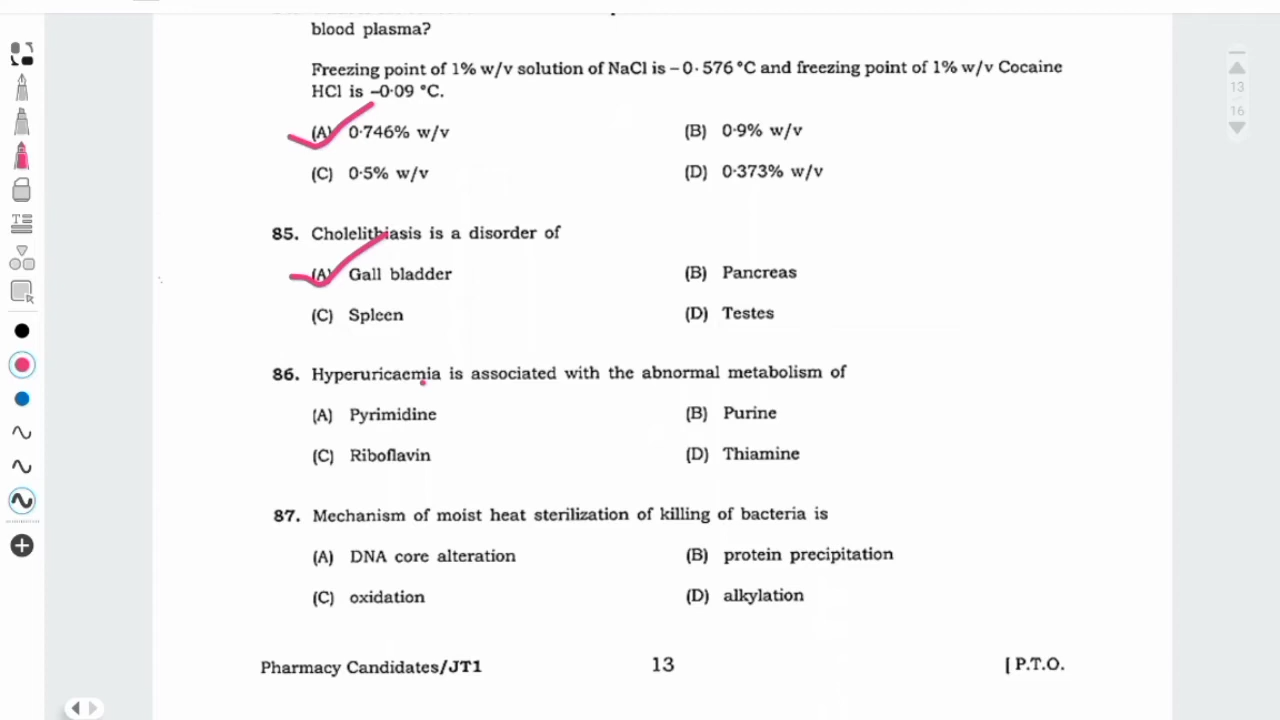 blood plasma?
Freezing point of 1% w/v solution of NaCl is −0·576 °C and freezing point of 1% w/v Cocaine
HCl is −0·09 °C.
(A) 0·746% w/v (B) 0·9% w/v
(C) 0·5% w/v (D) 0·373% w/v
85. Cholelithiasis is a disorder of
(A) Gall bladder (B) Pancreas
(C) Spleen (D) Testes
86. Hyperuricaemia is associated with the abnormal metabolism of
(A) Pyrimidine (B) Purine
(C) Riboflavin (D) Thiamine
87. Mechanism of moist heat sterilization of killing of bacteria is
(A) DNA core alteration (B) protein precipitation
(C) oxidation (D) alkylation
Pharmacy Candidates/JT1 13 [ P.T.O.
13
16